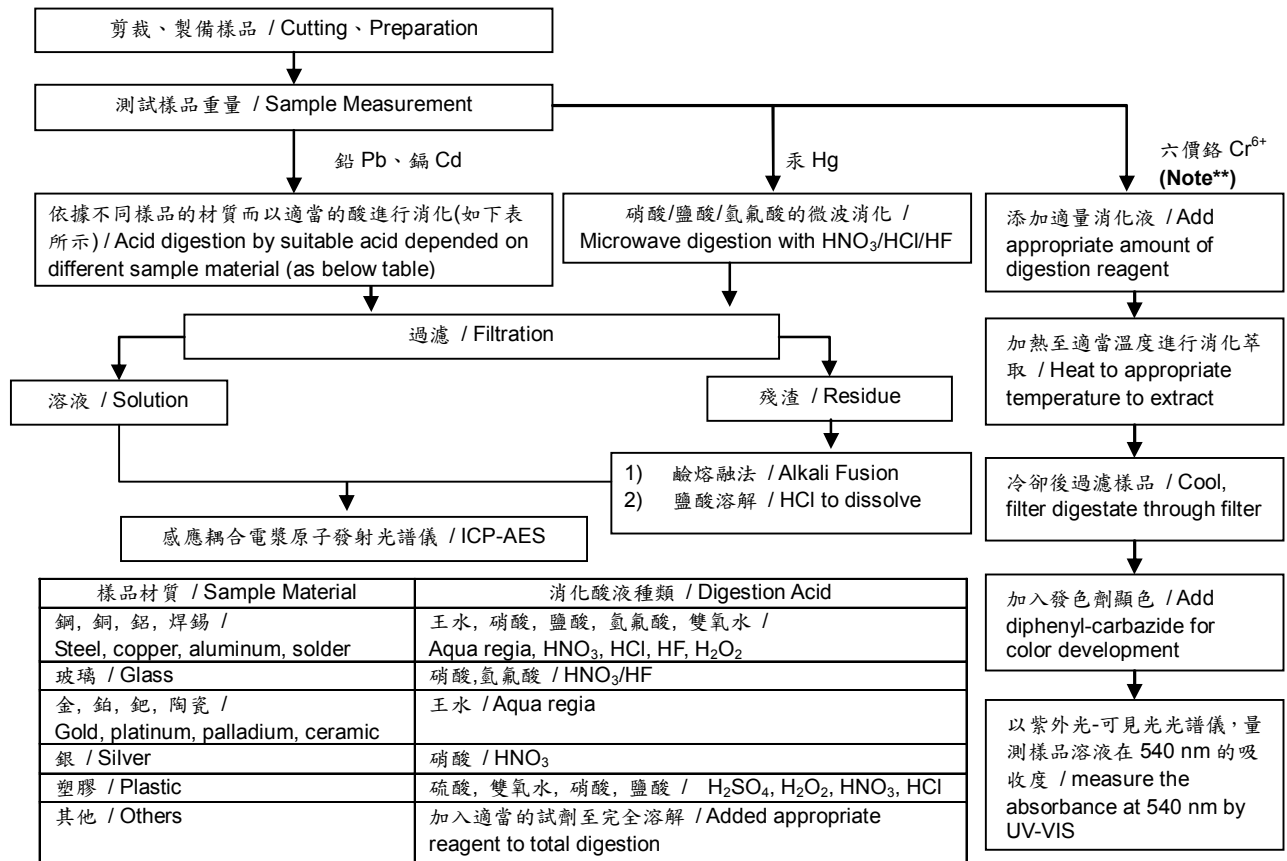 剪裁、製備樣品 / Cutting、Preparation
測試樣品重量 / Sample Measurement
鉛 Pb、鎘 Cd
汞 Hg
六價鉻 Cr⁶⁺
(Note**)
依據不同樣品的材質而以適當的酸進行消化(如下表
所示) / Acid digestion by suitable acid depended on
different sample material (as below table)
硝酸/鹽酸/氫氟酸的微波消化 /
Microwave digestion with HNO₃/HCl/HF
添加適量消化液 / Add
appropriate amount of
digestion reagent
過濾 / Filtration
加熱至適當溫度進行消化萃
取 / Heat to appropriate
temperature to extract
溶液 / Solution
殘渣 / Residue
1) 鹼熔融法 / Alkali Fusion
2) 鹽酸溶解 / HCl to dissolve
冷卻後過濾樣品 / Cool,
filter digestate through filter
感應耦合電漿原子發射光譜儀 / ICP-AES
加入發色劑顯色 / Add
diphenyl-carbazide for
color development
以紫外光-可見光光譜儀，量
測樣品溶液在 540 nm 的吸
收度 / measure the
absorbance at 540 nm by
UV-VIS
樣品材質 / Sample Material 消化酸液種類 / Digestion Acid
鋼, 銅, 鋁, 焊錫 / 王水, 硝酸, 鹽酸, 氫氟酸, 雙氧水 /
Steel, copper, aluminum, solder Aqua regia, HNO₃, HCl, HF, H₂O₂
玻璃 / Glass 硝酸,氫氟酸 / HNO₃/HF
金, 鉑, 鈀, 陶瓷 / 王水 / Aqua regia
Gold, platinum, palladium, ceramic
銀 / Silver 硝酸 / HNO₃
塑膠 / Plastic 硫酸, 雙氧水, 硝酸, 鹽酸 / H₂SO₄, H₂O₂, HNO₃, HCl
其他 / Others 加入適當的試劑至完全溶解 / Added appropriate
reagent to total digestion